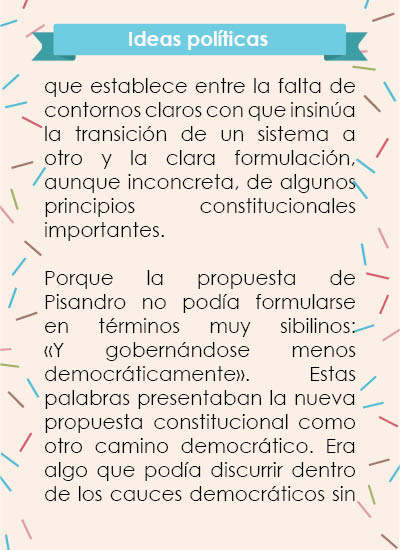 Ideas políticas
que establece entre la falta de
contornos claros con que insinúa
la transición de un sistema a
otro y la clara formulación,
aunque inconcreta, de algunos
principios constitucionales
importantes.
Porque la propuesta de
Pisandro no podía formularse
en términos muy sibilinos:
«Y gobernándose menos
democráticamente». Estas
palabras presentaban la nueva
propuesta constitucional como
otro camino democrático. Era
algo que podía discurrir dentro
de los cauces democráticos sin